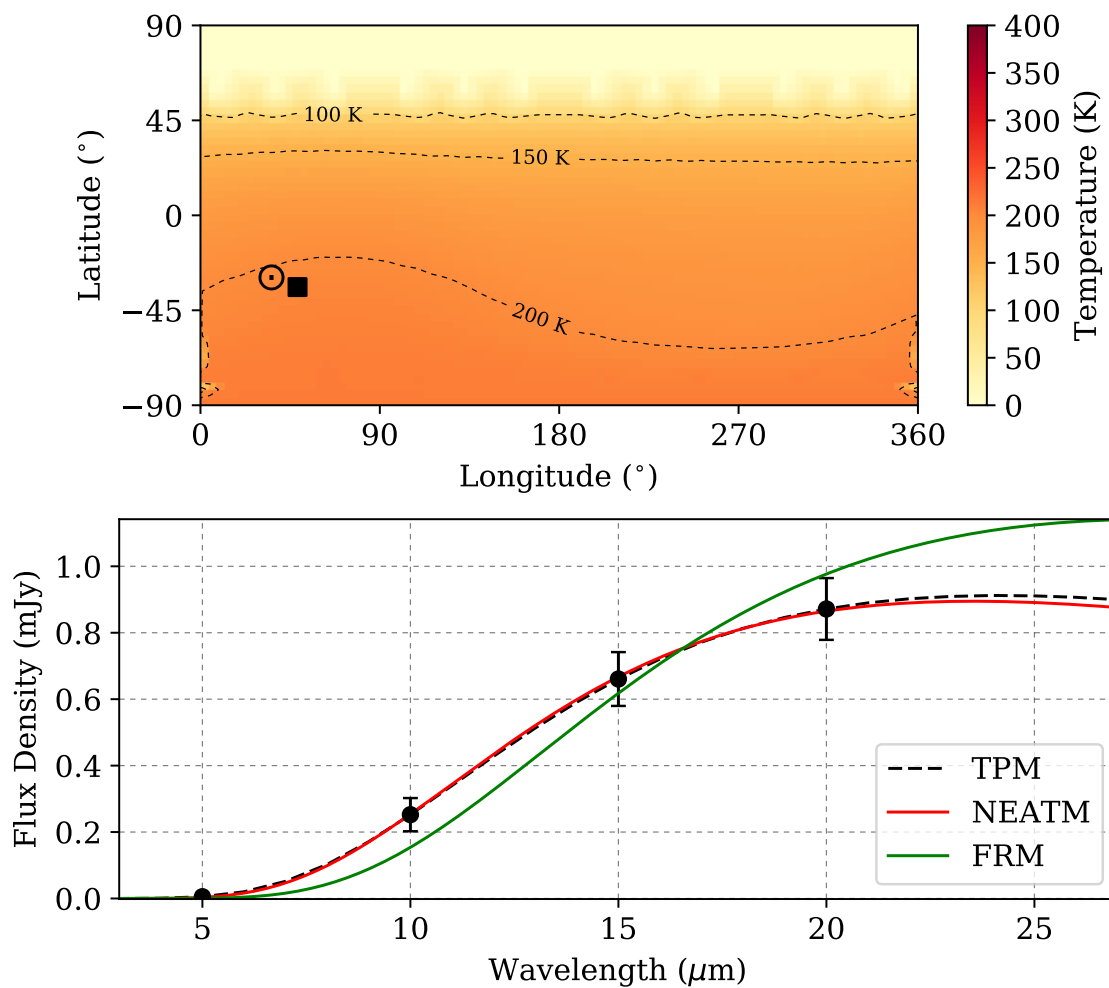 90
45
0
−45
−90
Latitude (°)
100 K
150 K
200 K
0
90
180
270
360
Longitude (°)
400
350
300
250
200
150
100
50
0
Temperature (K)
1.0
0.8
0.6
0.4
0.2
0.0
Flux Density (mJy)
TPM
NEATM
FRM
5
10
15
20
25
Wavelength (μm)